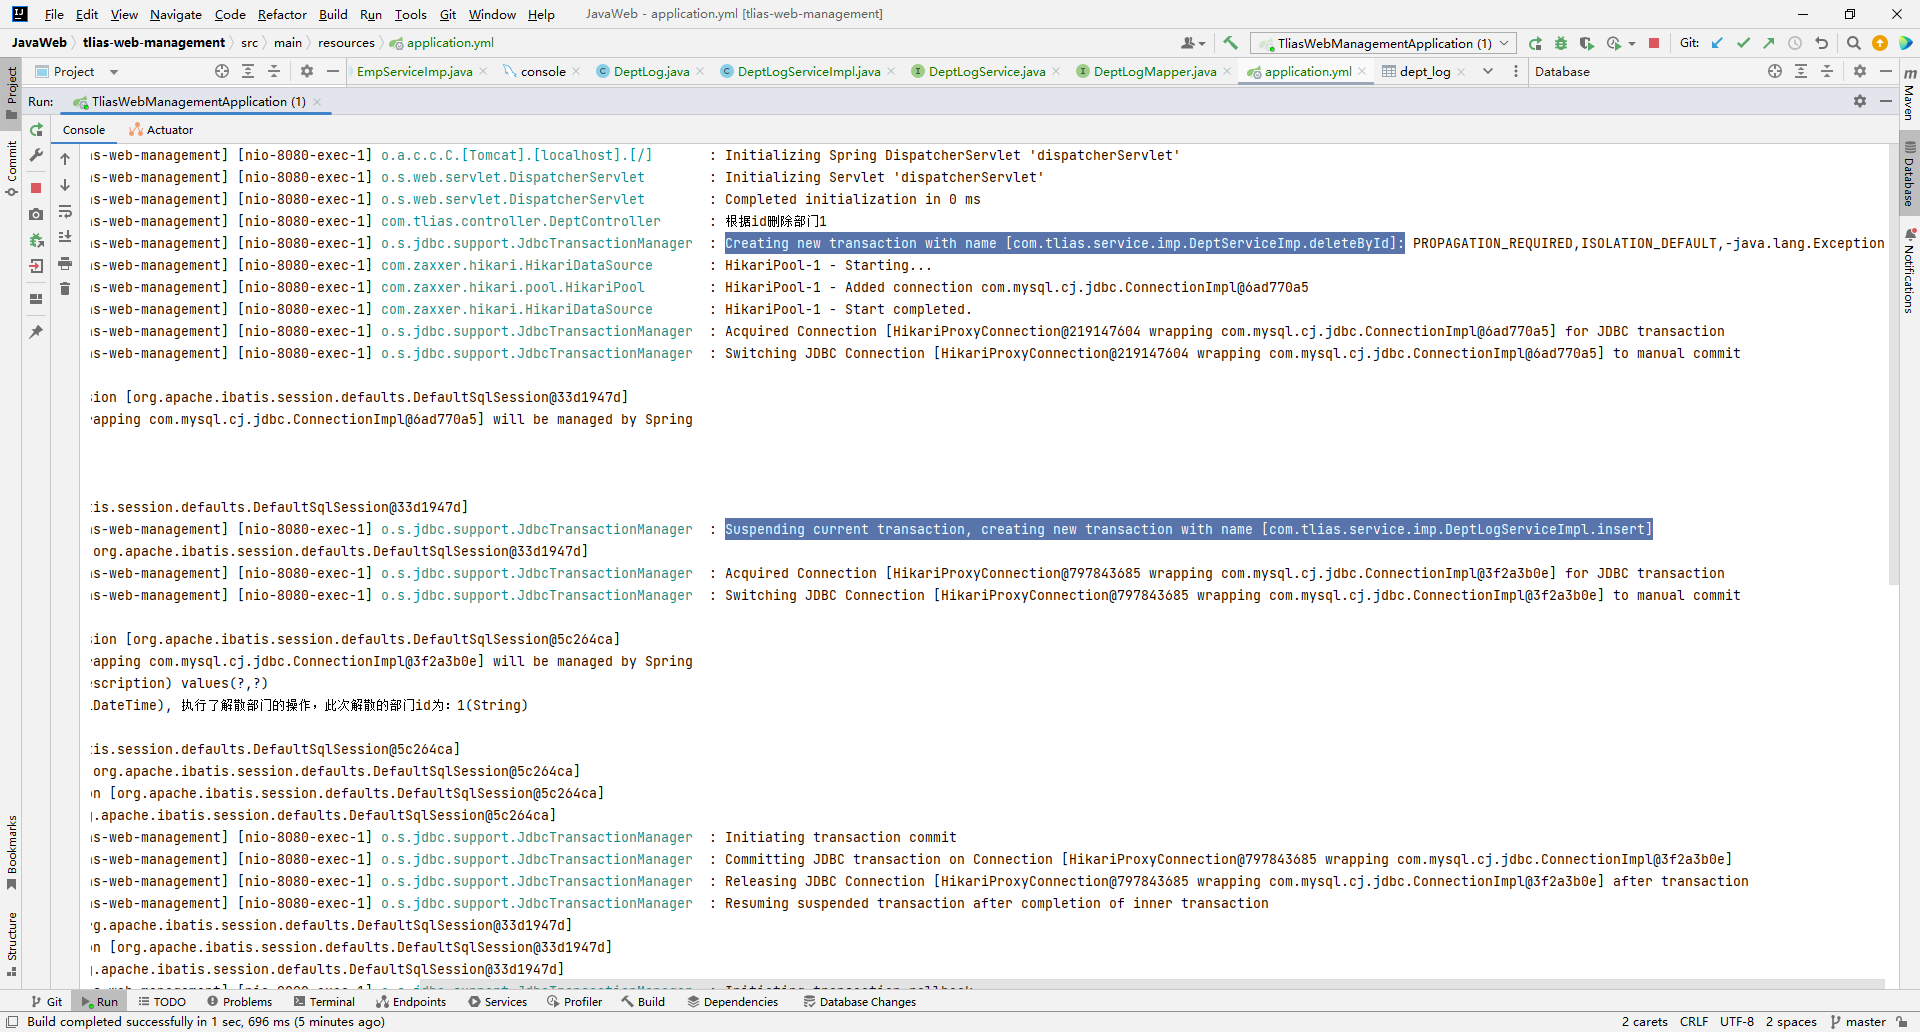 File Edit View Navigate Code Refactor Build Run Tools Git Window Help JavaWeb - application.yml [tlias-web-management]
JavaWeb tlias-web-management src main resources application.yml TliasWebManagementApplication (1) Git:
Project EmpServiceImp.java console DeptLog.java DeptLogServiceImpl.java DeptLogService.java DeptLogMapper.java application.yml dept_log Database
Run: TliasWebManagementApplication (1)
Console Actuator
ıs-web-management] [nio-8080-exec-1] o.a.c.c.C.[Tomcat].[localhost].[/] : Initializing Spring DispatcherServlet 'dispatcherServlet'
ıs-web-management] [nio-8080-exec-1] o.s.web.servlet.DispatcherServlet : Initializing Servlet 'dispatcherServlet'
ıs-web-management] [nio-8080-exec-1] o.s.web.servlet.DispatcherServlet : Completed initialization in 0 ms
ıs-web-management] [nio-8080-exec-1] com.tlias.controller.DeptController : 根据id删除部门1
ıs-web-management] [nio-8080-exec-1] o.s.jdbc.support.JdbcTransactionManager : Creating new transaction with name [com.tlias.service.imp.DeptServiceImp.deleteById]: PROPAGATION_REQUIRED,ISOLATION_DEFAULT,-java.lang.Exception
ıs-web-management] [nio-8080-exec-1] com.zaxxer.hikari.HikariDataSource : HikariPool-1 - Starting...
ıs-web-management] [nio-8080-exec-1] com.zaxxer.hikari.pool.HikariPool : HikariPool-1 - Added connection com.mysql.cj.jdbc.ConnectionImpl@6ad770a5
ıs-web-management] [nio-8080-exec-1] com.zaxxer.hikari.HikariDataSource : HikariPool-1 - Start completed.
ıs-web-management] [nio-8080-exec-1] o.s.jdbc.support.JdbcTransactionManager : Acquired Connection [HikariProxyConnection@219147604 wrapping com.mysql.cj.jdbc.ConnectionImpl@6ad770a5] for JDBC transaction
ıs-web-management] [nio-8080-exec-1] o.s.jdbc.support.JdbcTransactionManager : Switching JDBC Connection [HikariProxyConnection@219147604 wrapping com.mysql.cj.jdbc.ConnectionImpl@6ad770a5] to manual commit
sion [org.apache.ibatis.session.defaults.DefaultSqlSession@33d1947d]
rapping com.mysql.cj.jdbc.ConnectionImpl@6ad770a5] will be managed by Spring
tis.session.defaults.DefaultSqlSession@33d1947d]
ıs-web-management] [nio-8080-exec-1] o.s.jdbc.support.JdbcTransactionManager : Suspending current transaction, creating new transaction with name [com.tlias.service.imp.DeptLogServiceImpl.insert]
org.apache.ibatis.session.defaults.DefaultSqlSession@33d1947d]
ıs-web-management] [nio-8080-exec-1] o.s.jdbc.support.JdbcTransactionManager : Acquired Connection [HikariProxyConnection@797843685 wrapping com.mysql.cj.jdbc.ConnectionImpl@3f2a3b0e] for JDBC transaction
ıs-web-management] [nio-8080-exec-1] o.s.jdbc.support.JdbcTransactionManager : Switching JDBC Connection [HikariProxyConnection@797843685 wrapping com.mysql.cj.jdbc.ConnectionImpl@3f2a3b0e] to manual commit
sion [org.apache.ibatis.session.defaults.DefaultSqlSession@5c264ca]
rapping com.mysql.cj.jdbc.ConnectionImpl@3f2a3b0e] will be managed by Spring
scription) values(?,?)
DateTime), 执行了解散部门的操作，此次解散的部门id为：1(String)
tis.session.defaults.DefaultSqlSession@5c264ca]
org.apache.ibatis.session.defaults.DefaultSqlSession@5c264ca]
n [org.apache.ibatis.session.defaults.DefaultSqlSession@5c264ca]
.apache.ibatis.session.defaults.DefaultSqlSession@5c264ca]
ıs-web-management] [nio-8080-exec-1] o.s.jdbc.support.JdbcTransactionManager : Initiating transaction commit
ıs-web-management] [nio-8080-exec-1] o.s.jdbc.support.JdbcTransactionManager : Committing JDBC transaction on Connection [HikariProxyConnection@797843685 wrapping com.mysql.cj.jdbc.ConnectionImpl@3f2a3b0e]
ıs-web-management] [nio-8080-exec-1] o.s.jdbc.support.JdbcTransactionManager : Releasing JDBC Connection [HikariProxyConnection@797843685 wrapping com.mysql.cj.jdbc.ConnectionImpl@3f2a3b0e] after transaction
ıs-web-management] [nio-8080-exec-1] o.s.jdbc.support.JdbcTransactionManager : Resuming suspended transaction after completion of inner transaction
.apache.ibatis.session.defaults.DefaultSqlSession@33d1947d]
n [org.apache.ibatis.session.defaults.DefaultSqlSession@33d1947d]
.apache.ibatis.session.defaults.DefaultSqlSession@33d1947d]
Project
Commit
Bookmarks
Structure
Maven
Database
Notifications
Git Run TODO Problems Terminal Endpoints Services Profiler Build Dependencies Database Changes
Build completed successfully in 1 sec, 696 ms (5 minutes ago) 2 carets CRLF UTF-8 2 spaces master